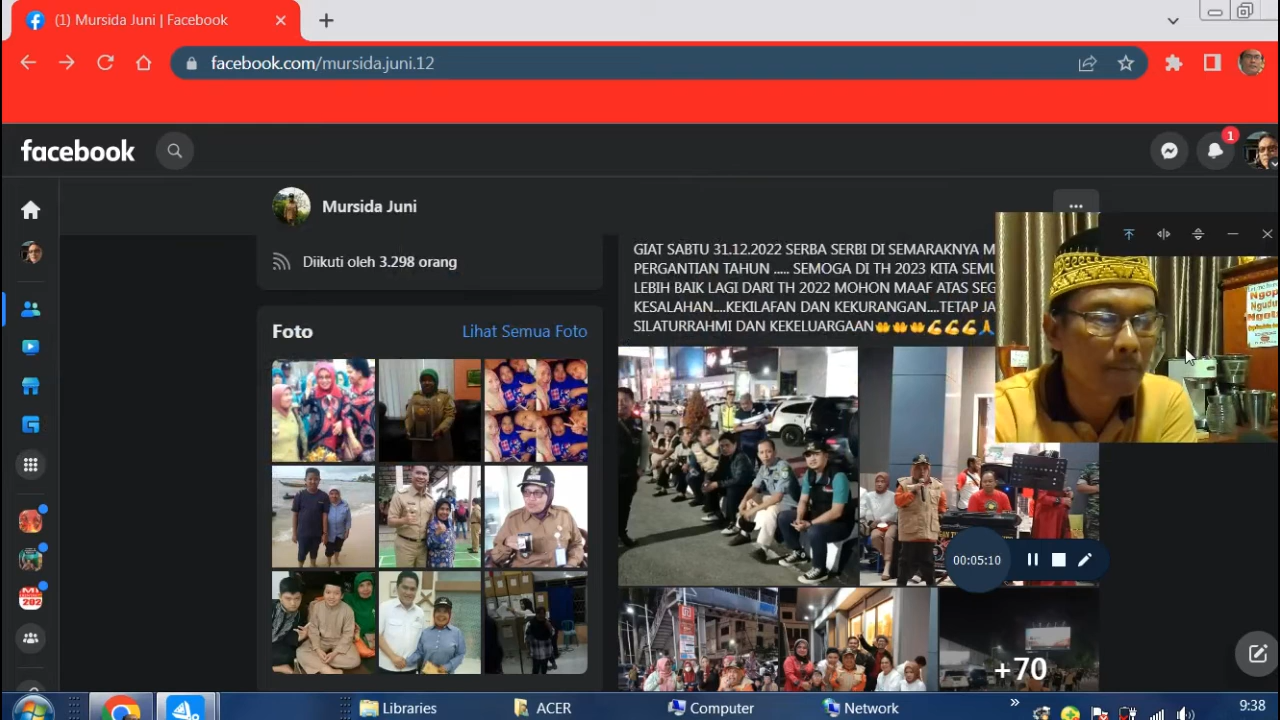 (1) Mursida Juni | Facebook
facebook.com/mursida.juni.12
facebook
1
Mursida Juni
Diikuti oleh 3.298 orang
Foto
Lihat Semua Foto
GIAT SABTU 31.12.2022 SERBA SERBI DI SEMARAKNYA M
PERGANTIAN TAHUN ..... SEMOGA DI TH 2023 KITA SEMU
LEBIH BAIK LAGI DARI TH 2022 MOHON MAAF ATAS SEG
KESALAHAN....KEKILAFAN DAN KEKURANGAN....TETAP JA
SILATURRAHMI DAN KEKELUARGAAN👐👐👐💪💪💪🙏
00:05:10
+70
Libraries
ACER
Computer
Network
9:38